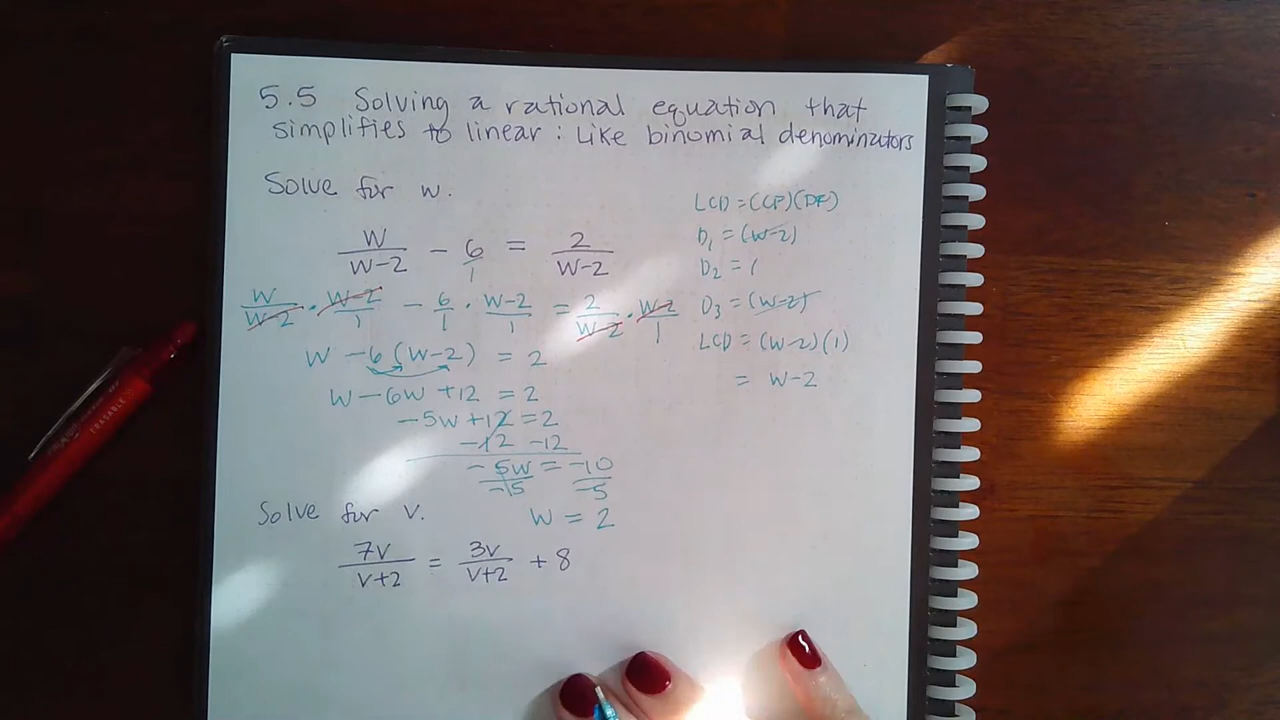 5.5 Solving a rational equation that
simplifies to linear: Like binomial denominators
Solve for w.
w/(w-2) - 6/1 = 2/(w-2)
w/(w-2) · (w-2)/1 - 6/1 · (w-2)/1 = 2/(w-2) · (w-2)/1
w - 6(w-2) = 2
w - 6w + 12 = 2
-5w + 12 = 2
-12 -12
-5w/-5 = -10/-5
w = 2
LCD = (CF)(DF)
D₁ = (w-2)
D₂ = 1
D₃ = (w-2)
LCD = (w-2)(1)
= w-2
Solve for v.
7v/(v+2) = 3v/(v+2) + 8
ERASABLE